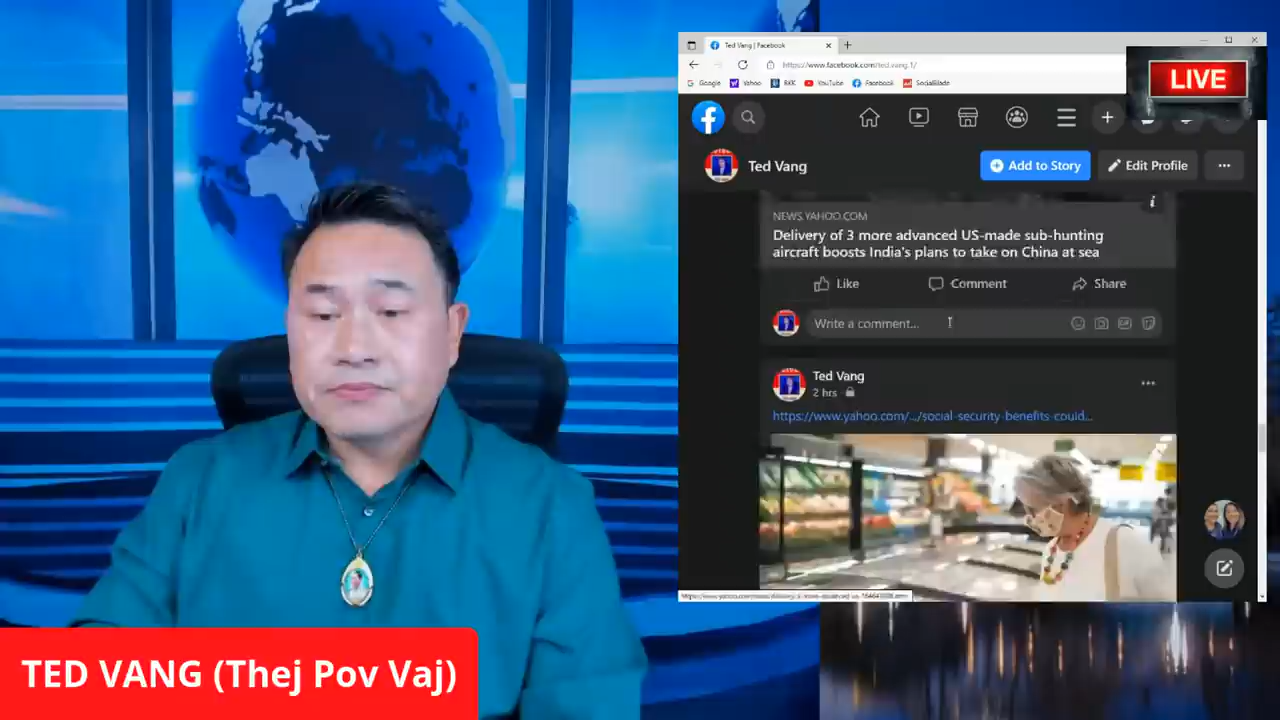 Ted Vang | Facebook
https://www.facebook.com/ted.vang.1/
Google Yahoo RKK YouTube Facebook SocialBlade
LIVE
Ted Vang
Add to Story
Edit Profile
NEWS.YAHOO.COM
Delivery of 3 more advanced US-made sub-hunting
aircraft boosts India's plans to take on China at sea
Like Comment Share
Write a comment...
GIF
Ted Vang
2 hrs
https://www.yahoo.com/.../social-security-benefits-could...
TED VANG (Thej Pov Vaj)